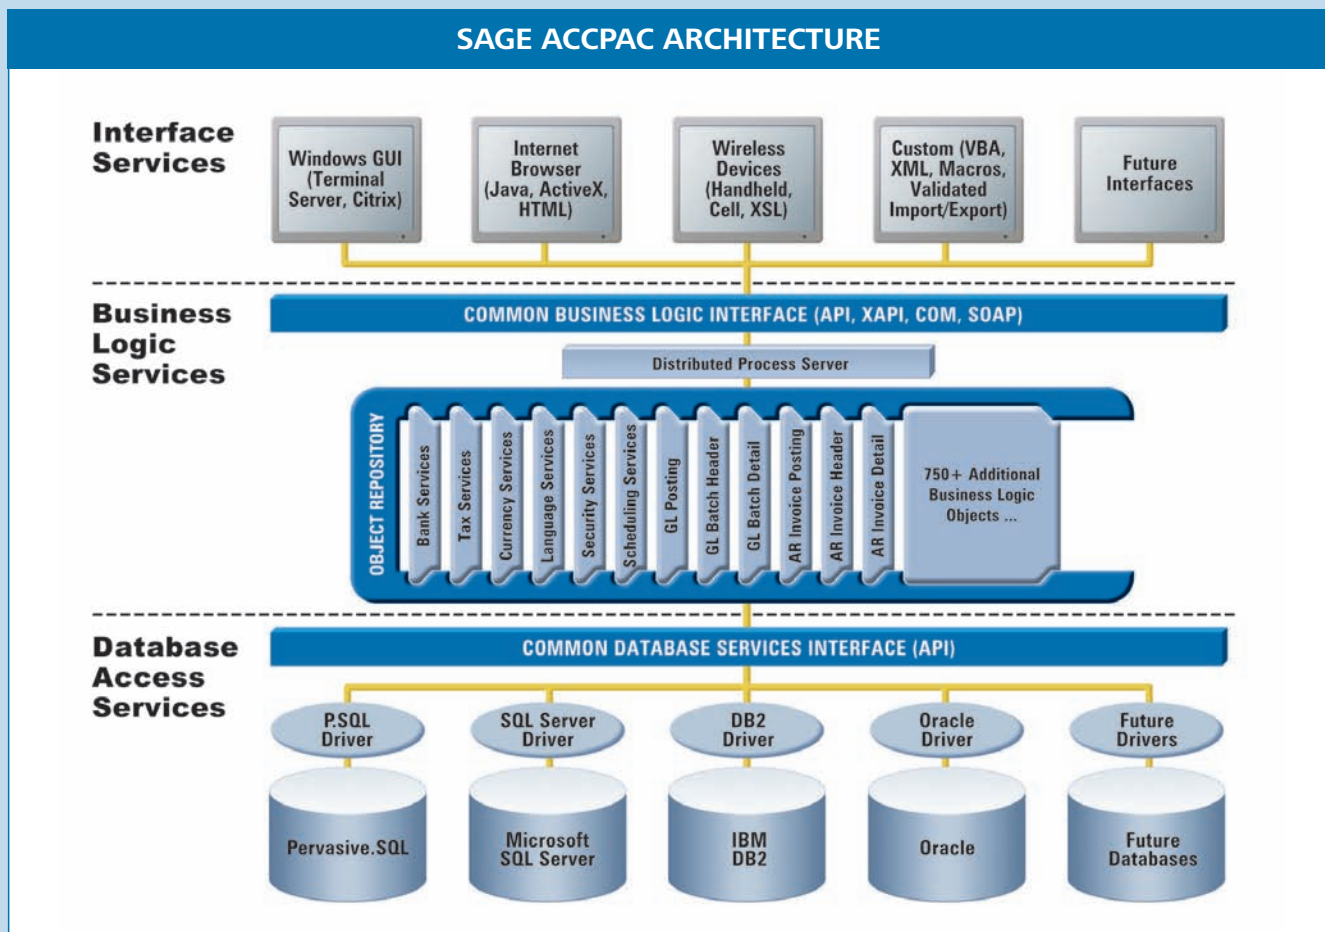 SAGE ACCPAC ARCHITECTURE
Interface
Services
Windows GUI
(Terminal
Server, Citrix)
Internet
Browser
(Java, ActiveX,
HTML)
Wireless
Devices
(Handheld,
Cell, XSL)
Custom (VBA,
XML, Macros,
Validated
Import/Export)
Future
Interfaces
Business
Logic
Services
COMMON BUSINESS LOGIC INTERFACE (API, XAPI, COM, SOAP)
Distributed Process Server
OBJECT REPOSITORY
Bank Services
Tax Services
Currency Services
Language Services
Security Services
Scheduling Services
GL Posting
GL Batch Header
GL Batch Detail
AR Invoice Posting
AR Invoice Header
AR Invoice Detail
750+ Additional
Business Logic
Objects ...
Database
Access
Services
COMMON DATABASE SERVICES INTERFACE (API)
P.SQL
Driver
SQL Server
Driver
DB2
Driver
Oracle
Driver
Future
Drivers
Pervasive.SQL
Microsoft
SQL Server
IBM
DB2
Oracle
Future
Databases